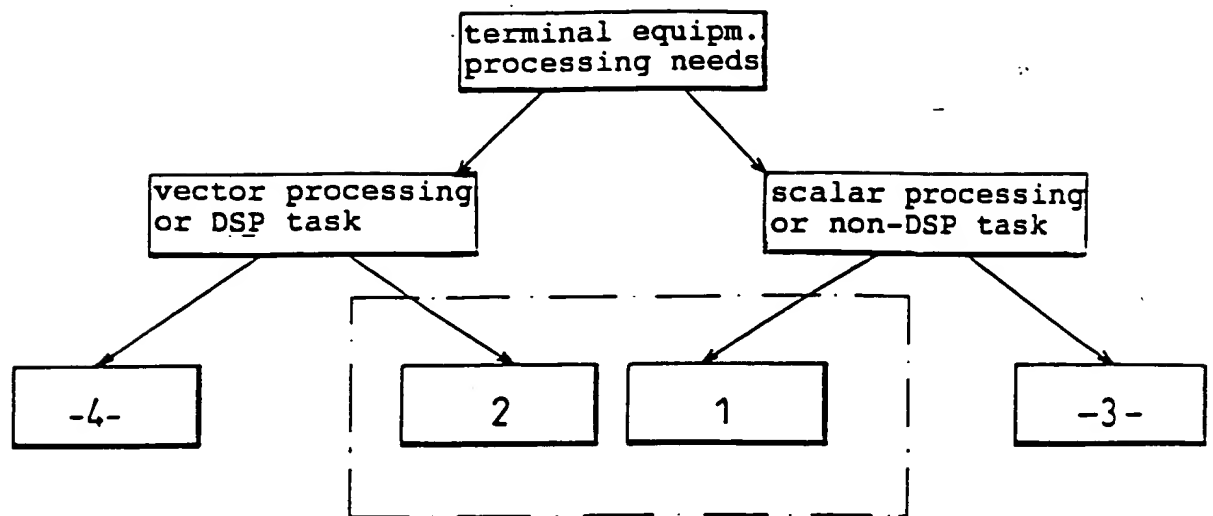 terminal equipm.
processing needs
vector processing
or DSP task
scalar processing
or non-DSP task
-4-
2
1
-3-